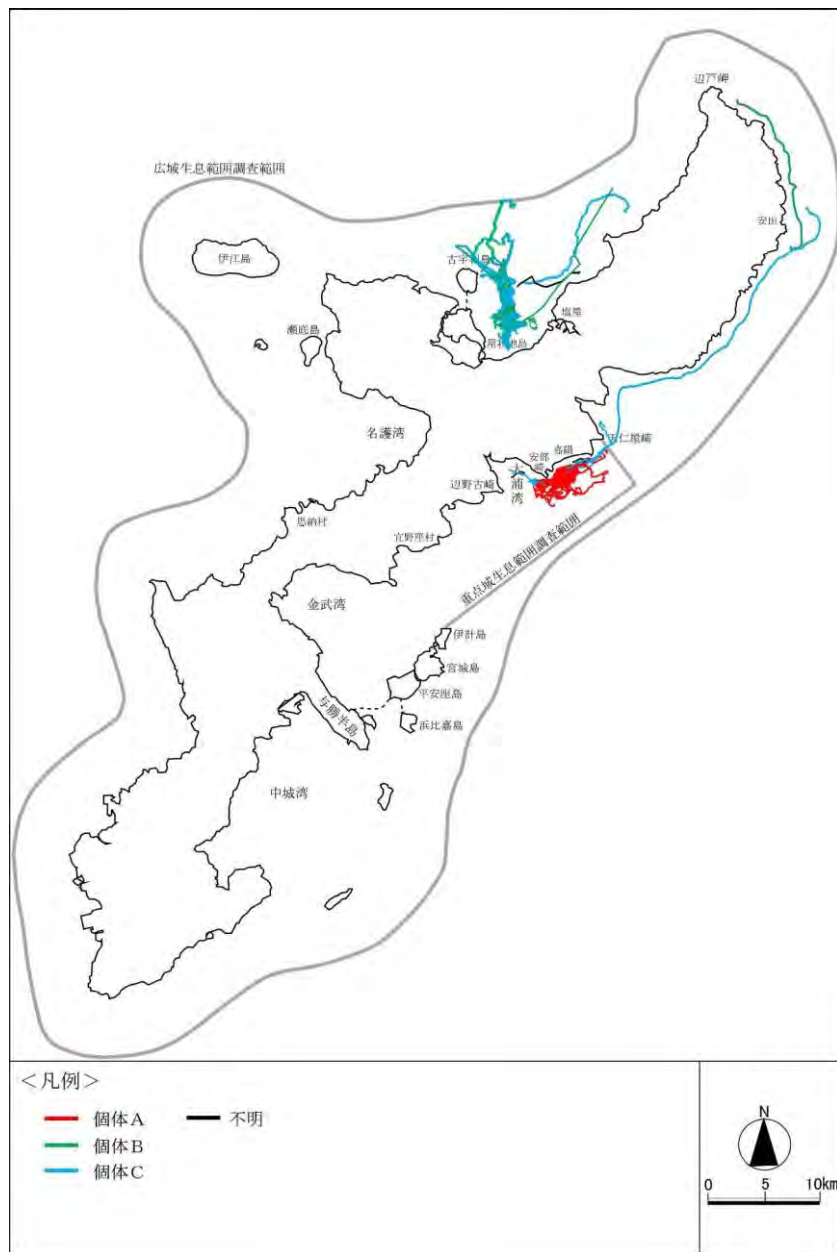 辺戸岬
広域生息範囲調査範囲
安田
伊江島
古宇利島
瀬底島
塩屋
屋我地島
名護湾
天仁屋崎
嘉陽
安部
大浦湾
辺野古崎
恩納村
宜野座村
重点域生息範囲調査範囲
金武湾
伊計島
宮城島
平安座島
与勝半島
浜比嘉島
中城湾
<凡例>
個体A
不明
個体B
個体C
N
0 5 10km